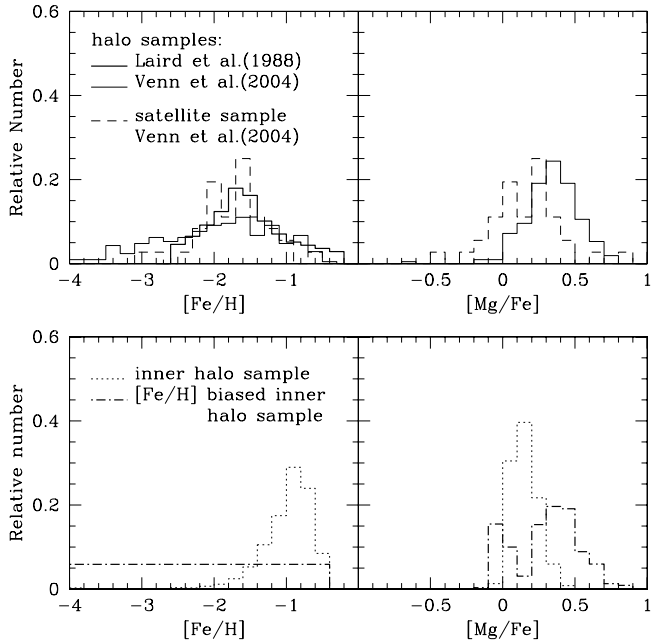 halo samples:
Laird et al.(1988)
Venn et al.(2004)
satellite sample
Venn et al.(2004)
Relative Number
0.6
0.4
0.2
0
−4 −3 −2 −1
[Fe/H]
−0.5 0 0.5 1
[Mg/Fe]
inner halo sample
[Fe/H] biased inner
halo sample
Relative number
0.6
0.4
0.2
0
−4 −3 −2 −1
[Fe/H]
−0.5 0 0.5 1
[Mg/Fe]